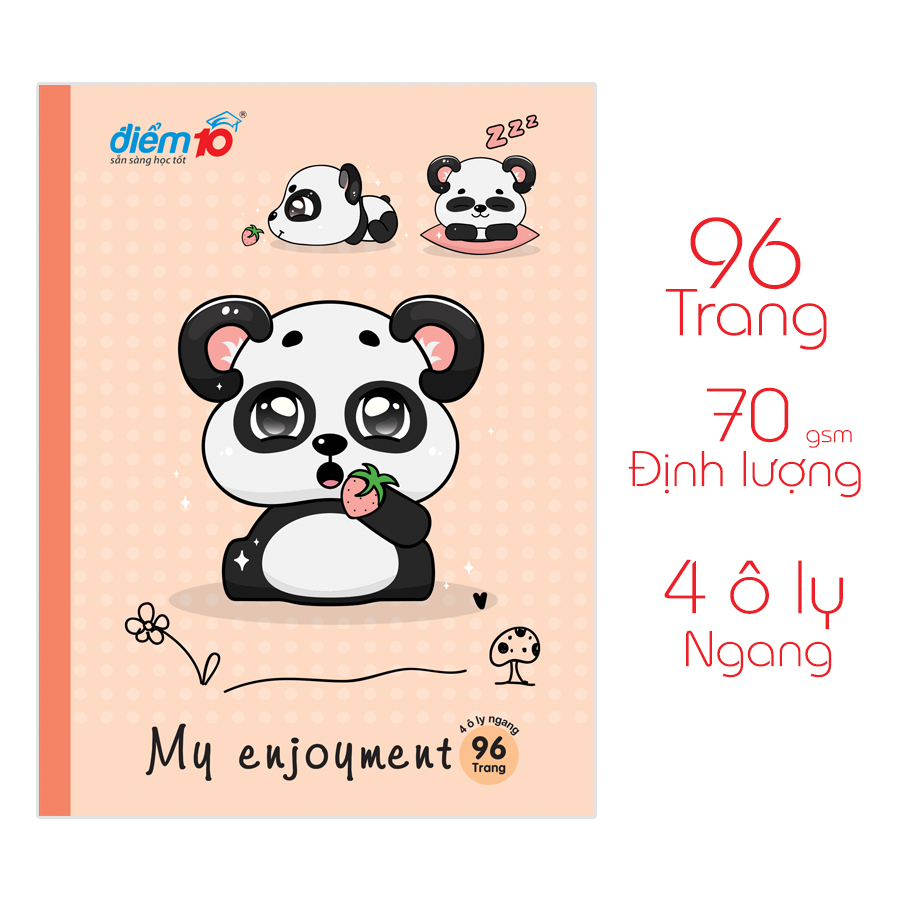 điểm10®
sẵn sàng học tốt
z z z
My enjoyment
4 ô ly ngang
96
Trang
96
Trang
70 gsm
Định lượng
4 ô ly
Ngang